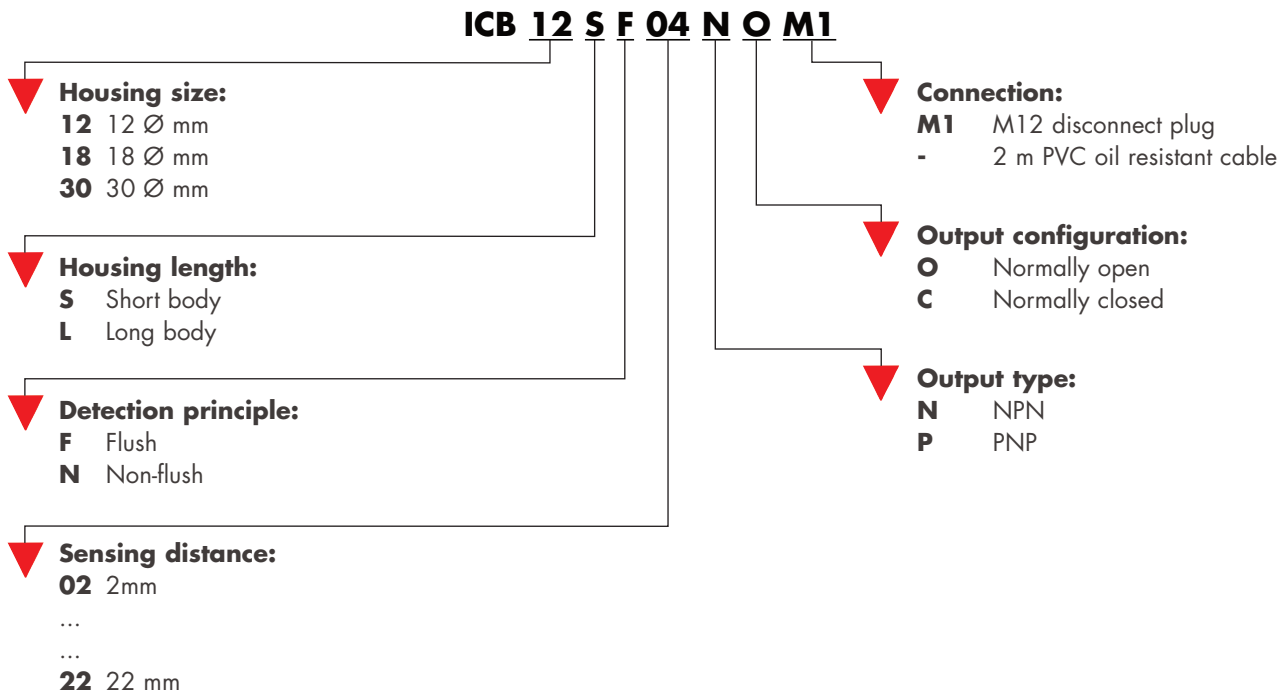 ICB 12 S F 04 N O M1
Housing size:
12 12 Ø mm
18 18 Ø mm
30 30 Ø mm
Housing length:
S Short body
L Long body
Detection principle:
F Flush
N Non-flush
Sensing distance:
02 2mm
...
...
22 22 mm
Connection:
M1 M12 disconnect plug
- 2 m PVC oil resistant cable
Output configuration:
O Normally open
C Normally closed
Output type:
N NPN
P PNP